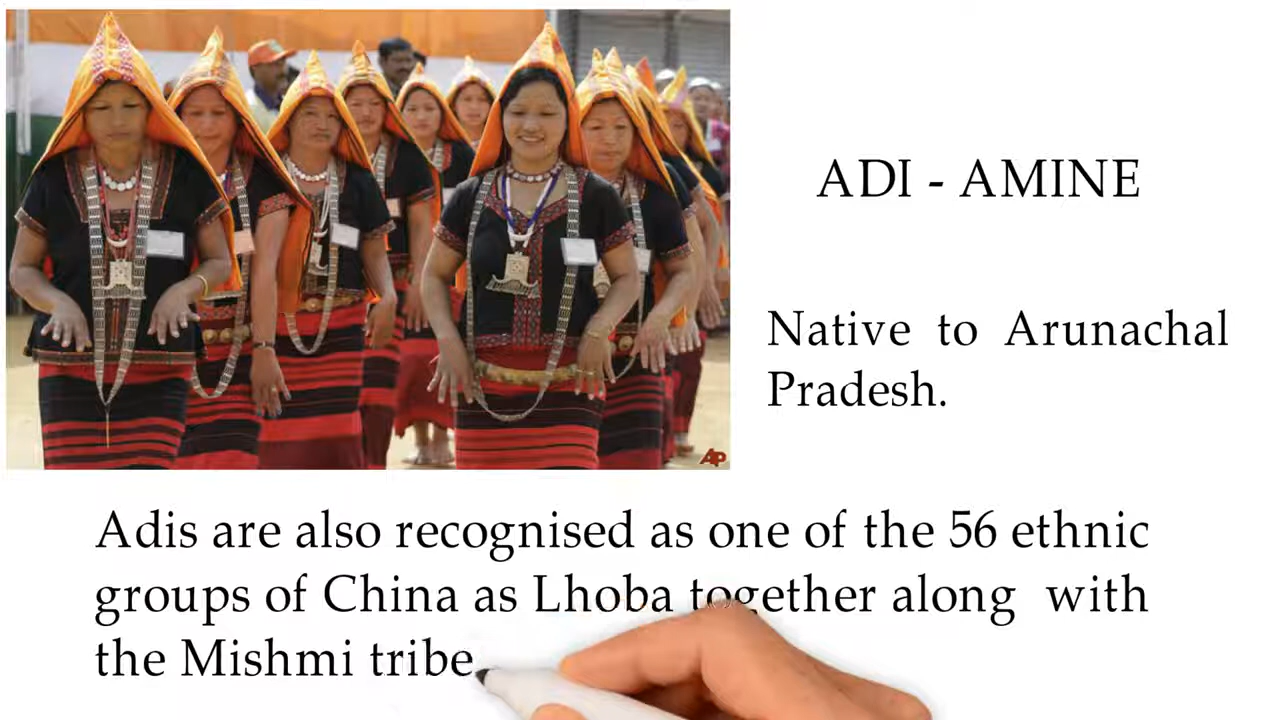 ADI - AMINE
Native to Arunachal
Pradesh.
AP
Adis are also recognised as one of the 56 ethnic
groups of China as Lhoba together along with
the Mishmi tribe